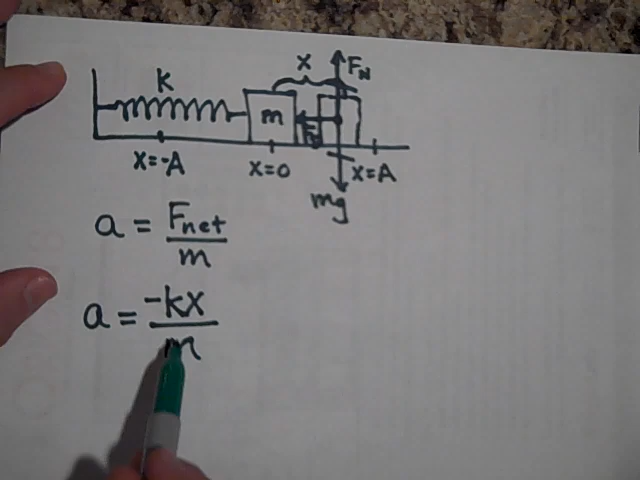 k
x
F_N
m
F
x=-A
x=0
x=A
mg
a = F_net / m
a = -kx / m